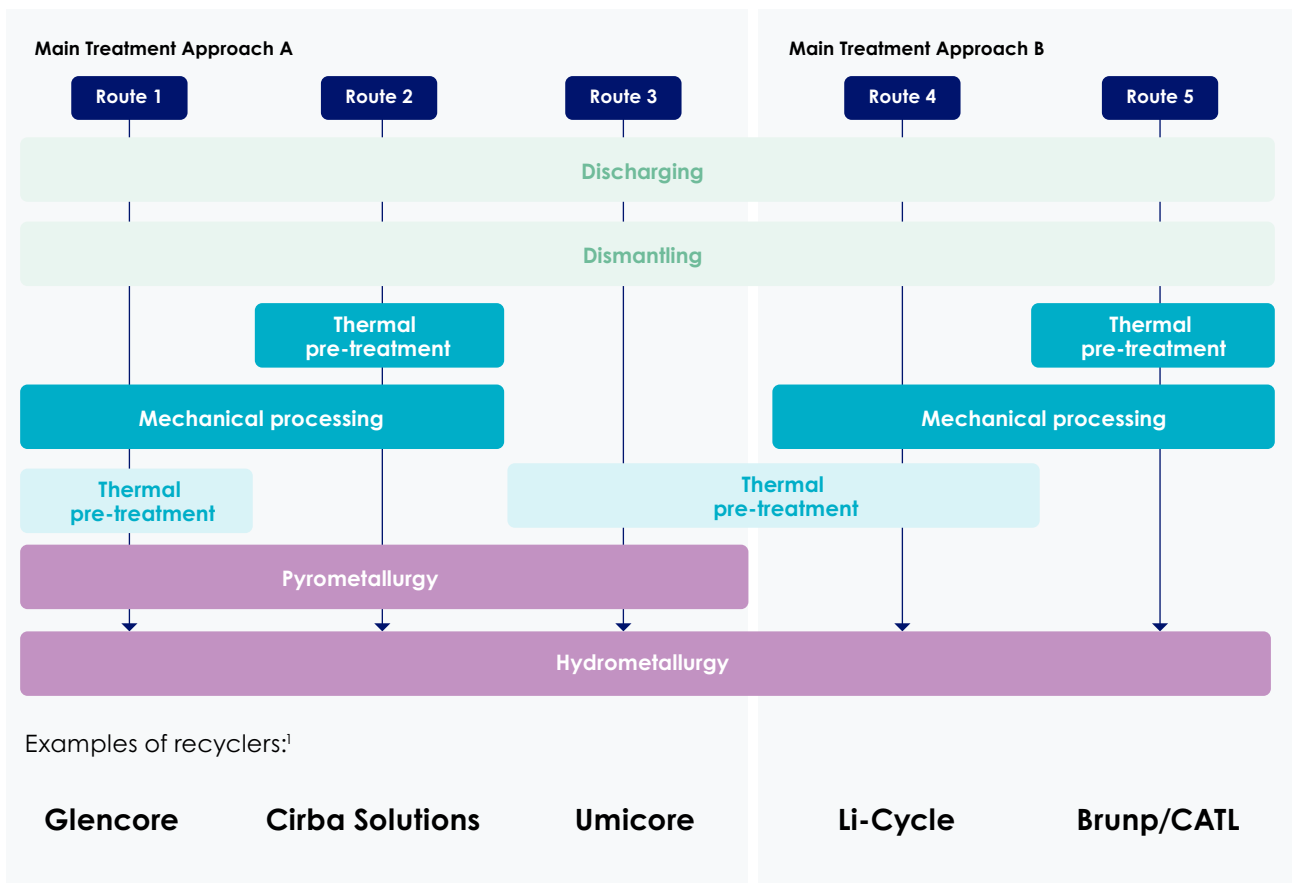 Main Treatment Approach A
Main Treatment Approach B
Route 1
Route 2
Route 3
Route 4
Route 5
Discharging
Dismantling
Thermal
pre-treatment
Thermal
pre-treatment
Mechanical processing
Mechanical processing
Thermal
pre-treatment
Thermal
pre-treatment
Pyrometallurgy
Hydrometallurgy
Examples of recyclers:¹
Glencore
Cirba Solutions
Umicore
Li-Cycle
Brunp/CATL